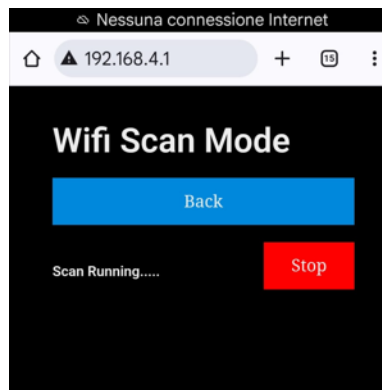 Nessuna connessione Internet
192.168.4.1
15
Wifi Scan Mode
Back
Scan Running.....
Stop